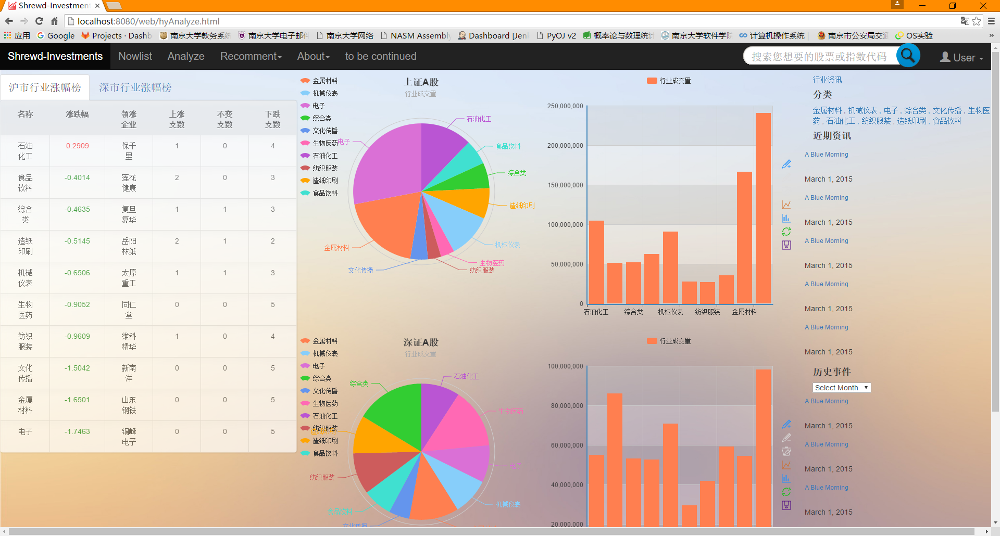 Shrewd-Investment
localhost:8080/web/hyAnalyze.html
应用 Google Projects · Dashb 南京大学教务系统 南京大学电子邮件 南京大学网络 NASM Assembly Dashboard [Jen PyOJ v2 概率论与数理统计 南京大学软件学院 计算机操作系统 | 南京市公安局交通 OS实验 »
Shrewd-Investments Nowlist Analyze Recomment About to be continued 搜索您想要的股票或指数代码 User
沪市行业涨幅榜 深市行业涨幅榜
名称 涨跌幅 领涨企业 上涨支数 不变支数 下跌支数
石油化工 0.2909 保千里 1 0 4
食品饮料 -0.4014 莲花健康 2 0 3
综合类 -0.4635 复旦复华 1 1 3
造纸印刷 -0.5145 岳阳林纸 2 1 2
机械仪表 -0.6506 太原重工 1 1 3
生物医药 -0.9052 同仁堂 0 0 5
纺织服装 -0.9609 维科精华 1 0 4
文化传播 -1.5042 新南洋 0 0 5
金属材料 -1.6501 山东钢铁 0 0 5
电子 -1.7463 铜峰电子 0 0 5
金属材料
机械仪表
电子
综合类
文化传播
生物医药
石油化工
纺织服装
造纸印刷
食品饮料
上证A股
行业成交量
石油化工
食品饮料
综合类
造纸印刷
机械仪表
生物医药
纺织服装
文化传播
金属材料
电子
行业成交量
250,000,000
200,000,000
150,000,000
100,000,000
50,000,000
0
石油化工 综合类 机械仪表 纺织服装 金属材料
金属材料
机械仪表
电子
综合类
文化传播
生物医药
石油化工
纺织服装
造纸印刷
食品饮料
深证A股
行业成交量
石油化工
生物医药
电子
机械仪表
文化传播
食品饮料
纺织服装
造纸印刷
综合类
行业成交量
100,000,000
80,000,000
60,000,000
40,000,000
20,000,000
行业资讯
分类
金属材料 , 机械仪表 , 电子 , 综合类 , 文化传播 , 生物医
药 , 石油化工 , 纺织服装 , 造纸印刷 , 食品饮料
近期资讯
A Blue Morning
March 1, 2015
A Blue Morning
March 1, 2015
A Blue Morning
March 1, 2015
A Blue Morning
March 1, 2015
A Blue Morning
March 1, 2015
历史事件
Select Month
A Blue Morning
March 1, 2015
A Blue Morning
March 1, 2015
A Blue Morning
March 1, 2015